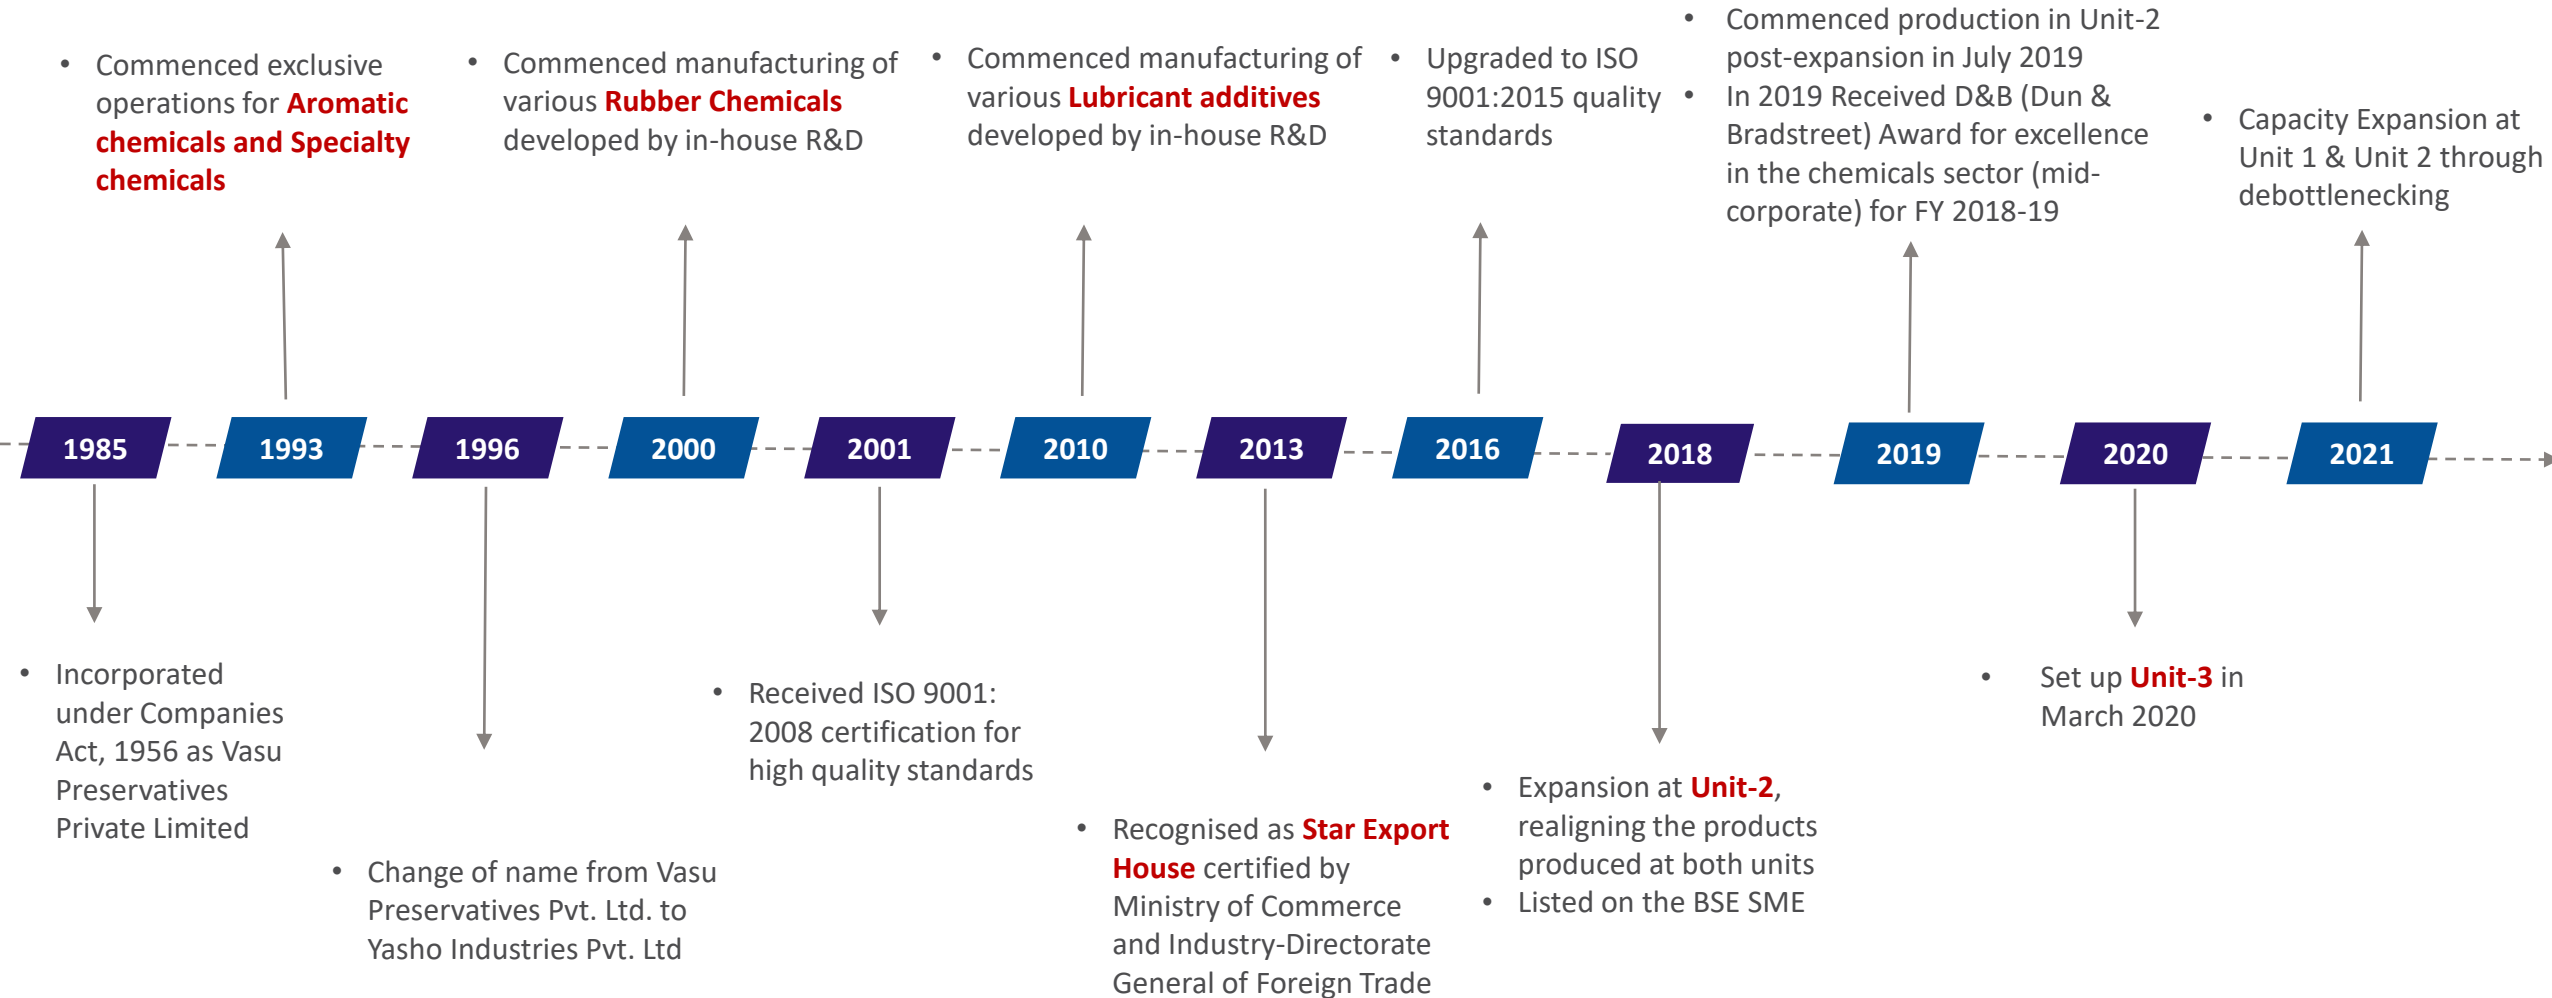 • Commenced exclusive
operations for Aromatic
chemicals and Specialty
chemicals
• Commenced manufacturing of
various Rubber Chemicals
developed by in-house R&D
• Commenced manufacturing of
various Lubricant additives
developed by in-house R&D
• Upgraded to ISO
9001:2015 quality
standards
• Commenced production in Unit-2
post-expansion in July 2019
• In 2019 Received D&B (Dun &
Bradstreet) Award for excellence
in the chemicals sector (mid-
corporate) for FY 2018-19
• Capacity Expansion at
Unit 1 & Unit 2 through
debottlenecking
1985
1993
1996
2000
2001
2010
2013
2016
2018
2019
2020
2021
• Incorporated
under Companies
Act, 1956 as Vasu
Preservatives
Private Limited
• Change of name from Vasu
Preservatives Pvt. Ltd. to
Yasho Industries Pvt. Ltd
• Received ISO 9001:
2008 certification for
high quality standards
• Recognised as Star Export
House certified by
Ministry of Commerce
and Industry-Directorate
General of Foreign Trade
• Expansion at Unit-2,
realigning the products
produced at both units
• Listed on the BSE SME
• Set up Unit-3 in
March 2020